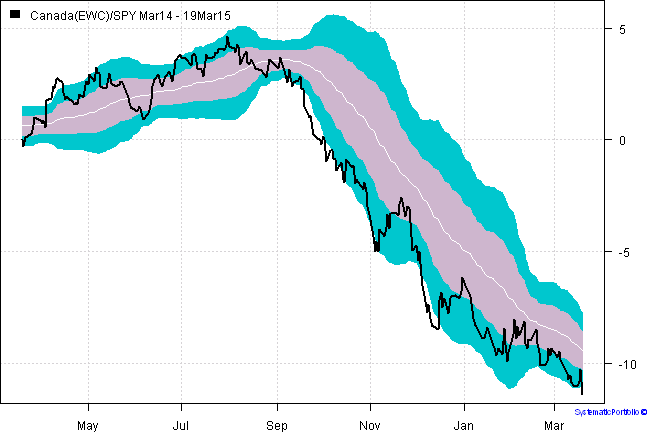 Canada(EWC)/SPY Mar14 - 19Mar15
5
0
-5
-10
May Jul Sep Nov Jan Mar
SystematicPortfolio ©